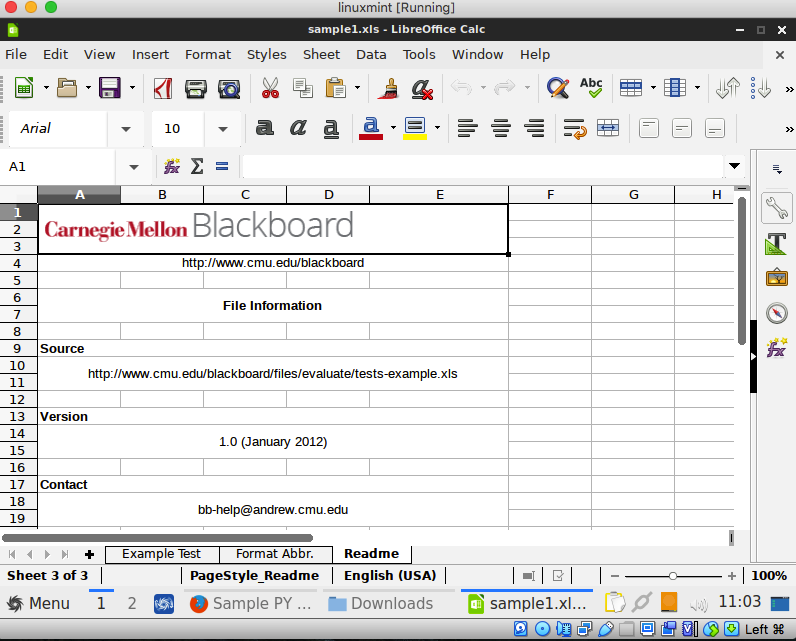 linuxmint [Running]
sample1.xls - LibreOffice Calc
File Edit View Insert Format Styles Sheet Data Tools Window Help
Abc
Arial 10 a a a a
A1 fx Σ =
A B C D E F G H
1
2 Carnegie Mellon Blackboard
3
4 http://www.cmu.edu/blackboard
5
6 File Information
7
8
9 Source
10 http://www.cmu.edu/blackboard/files/evaluate/tests-example.xls
11
12
13 Version
14 1.0 (January 2012)
15
16
17 Contact
18 bb-help@andrew.cmu.edu
19
Example Test Format Abbr. Readme
Sheet 3 of 3 PageStyle_Readme English (USA) 100%
Menu 1 2 Sample PY ... Downloads sample1.xl... 11:03
Left ⌘